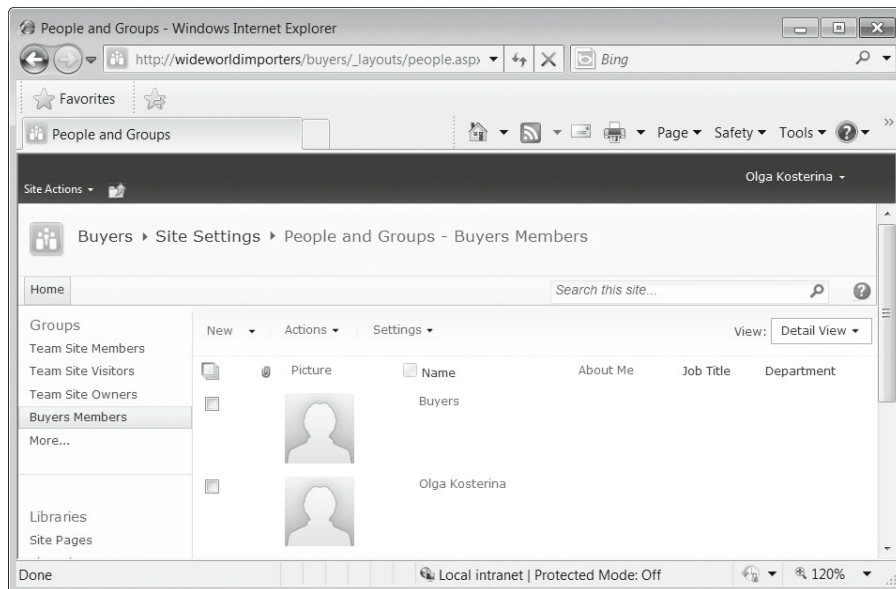 People and Groups - Windows Internet Explorer
http://wideworldimporters/buyers/_layouts/people.aspx
Bing
Favorites
People and Groups
Page
Safety
Tools
Olga Kosterina
Site Actions
Buyers Site Settings People and Groups - Buyers Members
Home
Search this site...
Groups
Team Site Members
Team Site Visitors
Team Site Owners
Buyers Members
More...
Libraries
Site Pages
New
Actions
Settings
View: Detail View
Picture
Name
About Me
Job Title
Department
Buyers
Olga Kosterina
Done
Local intranet | Protected Mode: Off
120%